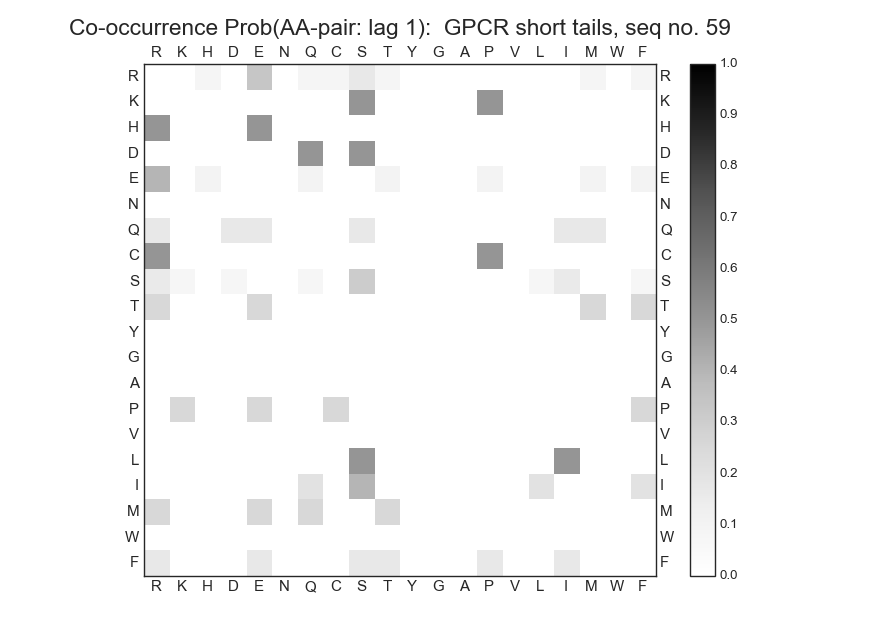 Co-occurrence Prob(AA-pair: lag 1):  GPCR short tails, seq no. 59
R K H D E N Q C S T Y G A P V L I M W F
R R 1.0
K K 0.9
H H
D D 0.8
E E
N N 0.7
Q Q
C C 0.6
S S
T T 0.5
Y Y
G G 0.4
A A
P P 0.3
V V
L L 0.2
I I
M M 0.1
W W
F F 0.0
R K H D E N Q C S T Y G A P V L I M W F